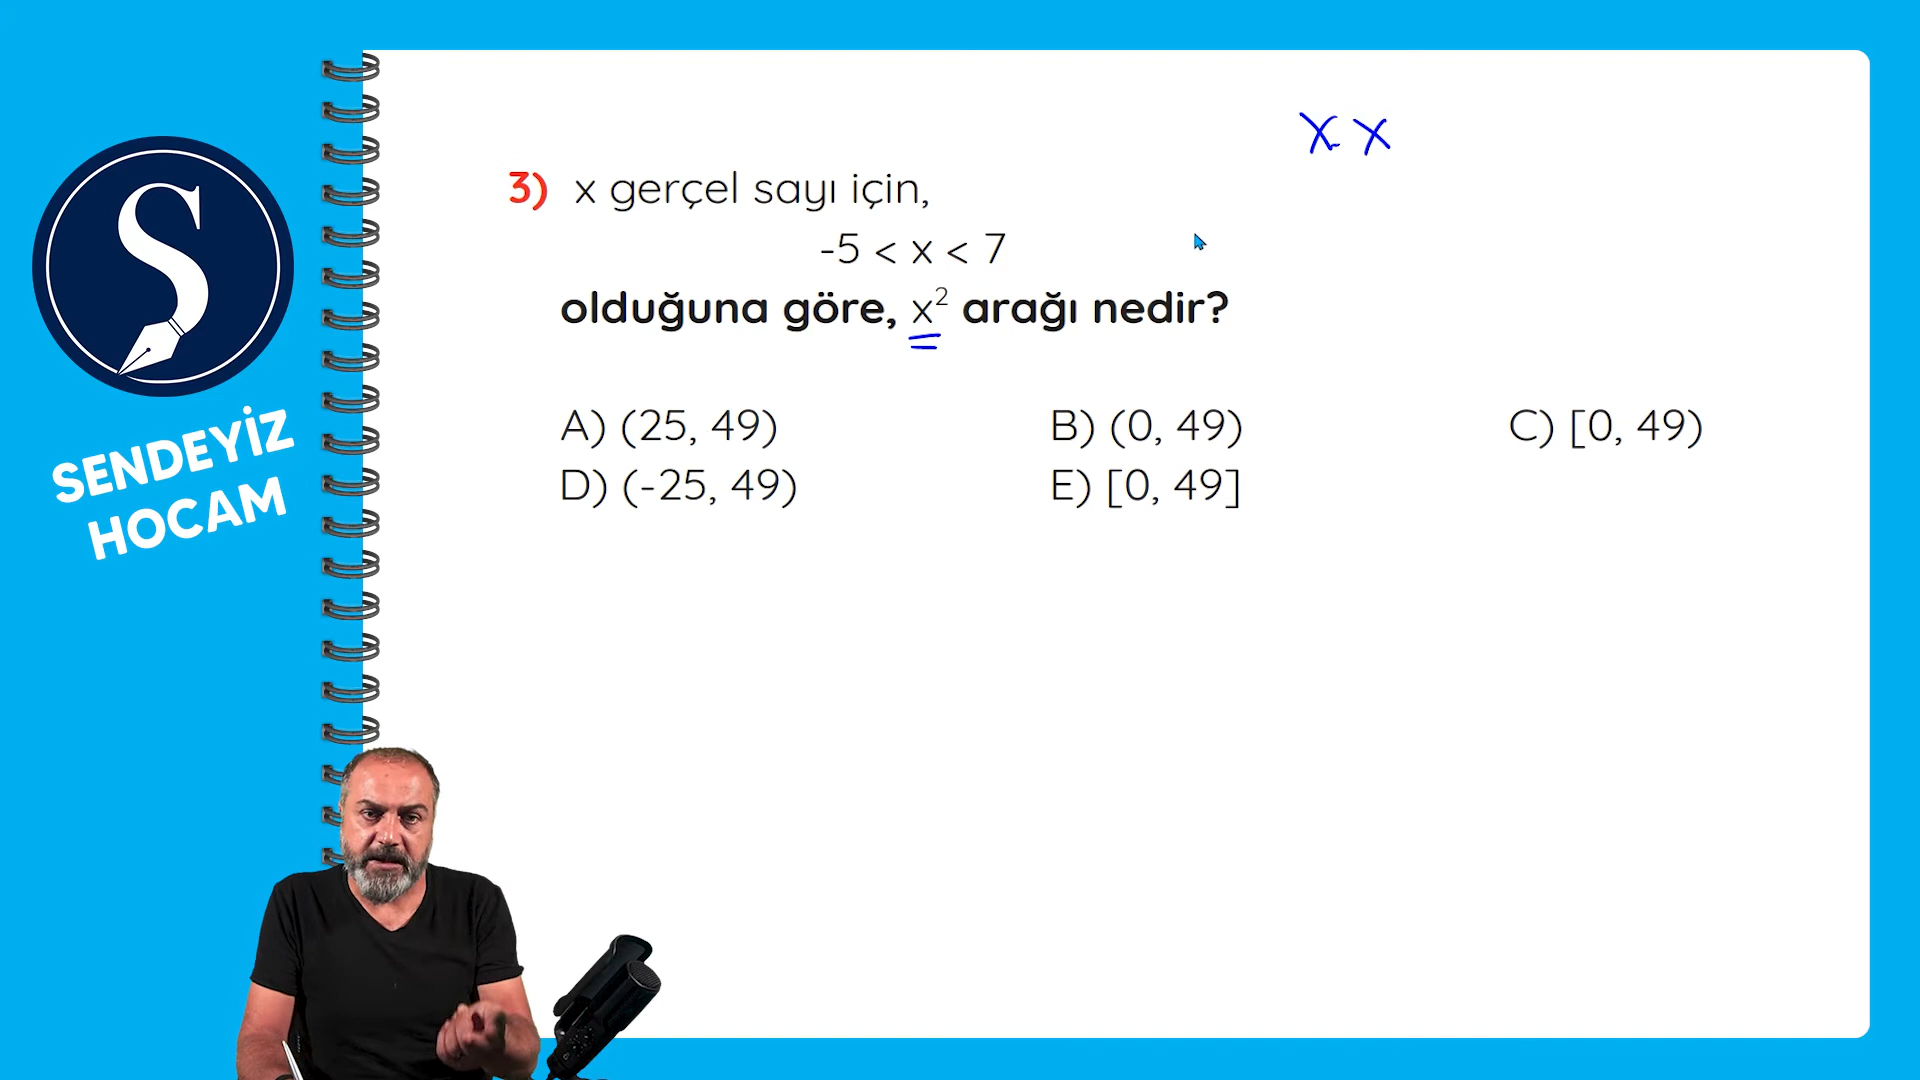 x x
3) x gerçel sayı için,
-5 < x < 7
olduğuna göre, x² arağı nedir?
A) (25, 49) B) (0, 49) C) [0, 49)
D) (-25, 49) E) [0, 49]
S
SENDEYİZ
HOCAM